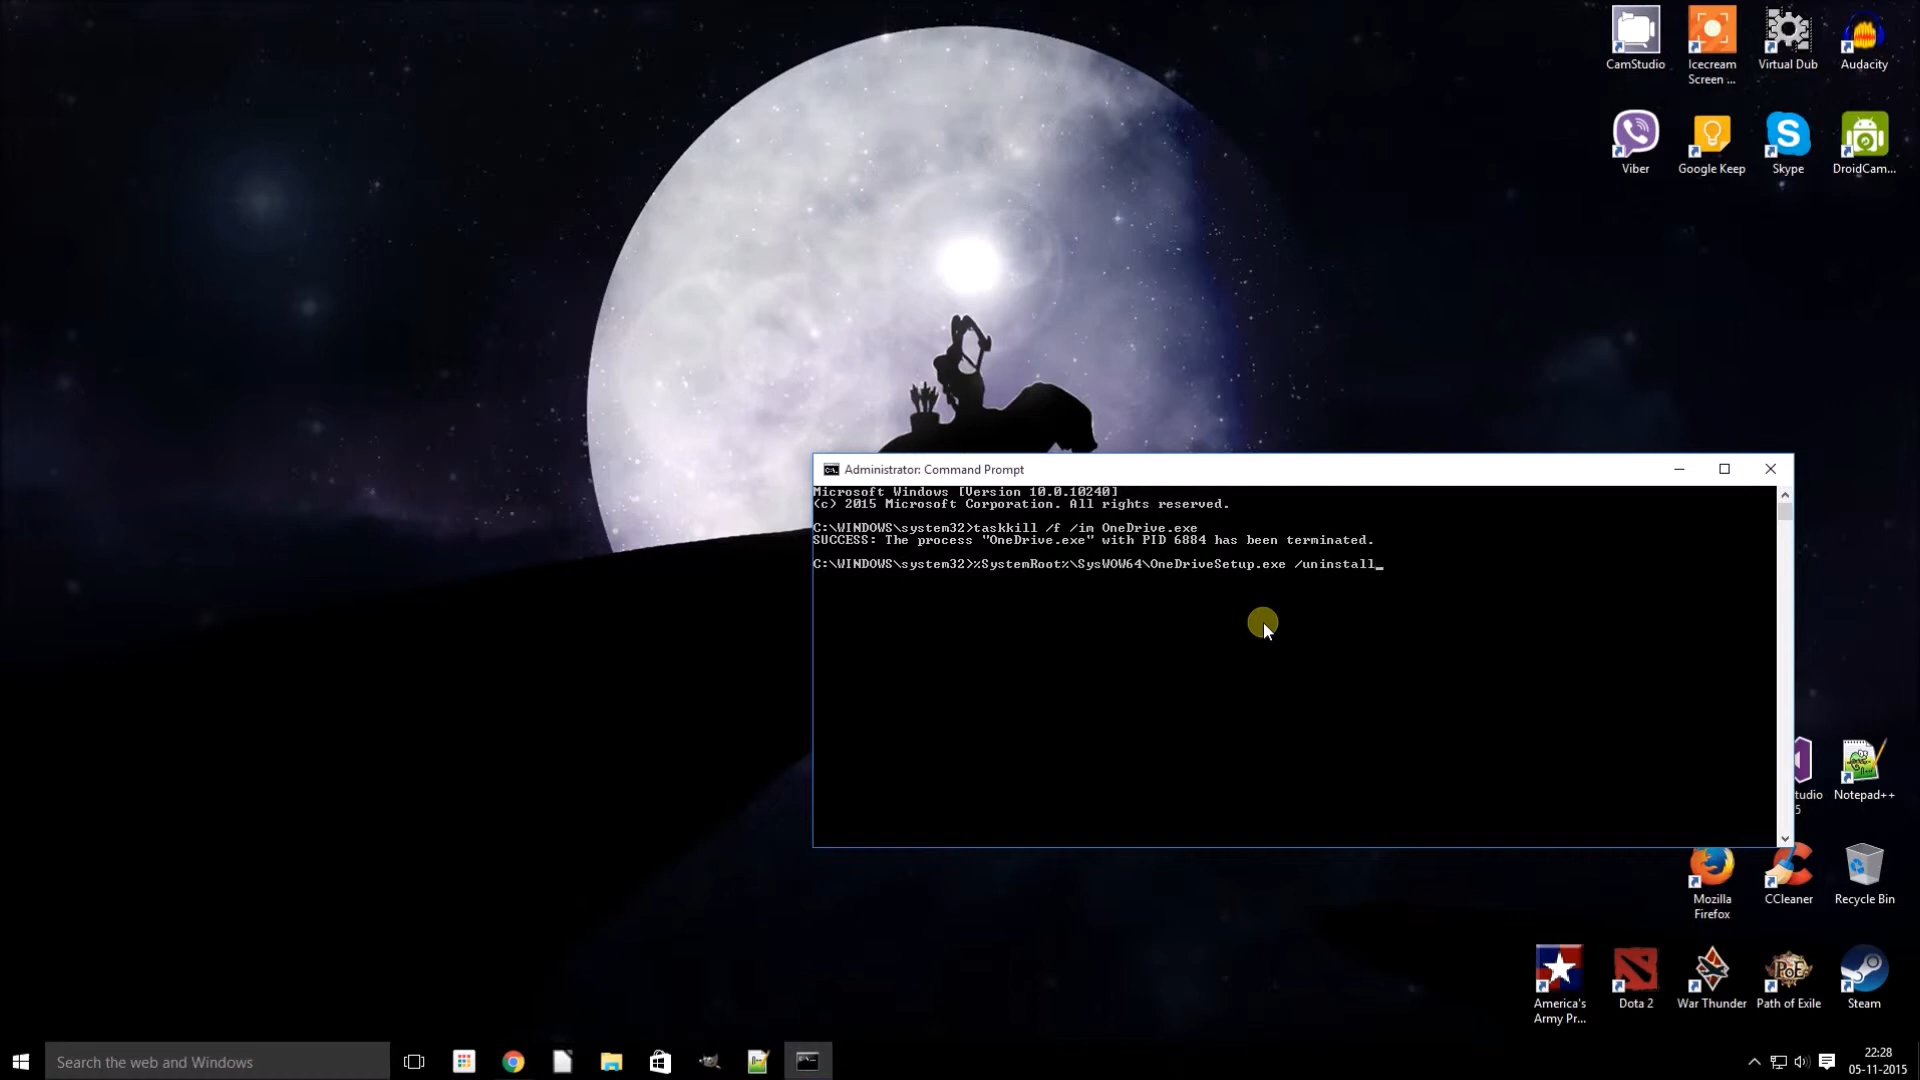 CamStudio
Icecream
Screen ...
Virtual Dub
Audacity
Viber
Google Keep
Skype
DroidCam...
Administrator: Command Prompt
Microsoft Windows [Version 10.0.10240]
(c) 2015 Microsoft Corporation. All rights reserved.
C:\WINDOWS\system32>taskkill /f /im OneDrive.exe
SUCCESS: The process "OneDrive.exe" with PID 6884 has been terminated.
C:\WINDOWS\system32>%SystemRoot%\SysWOW64\OneDriveSetup.exe /uninstall_
tudio
5
Notepad++
Mozilla
Firefox
CCleaner
Recycle Bin
America's
Army Pr...
Dota 2
War Thunder
Path of Exile
Steam
Search the web and Windows
22:28
05-11-2015